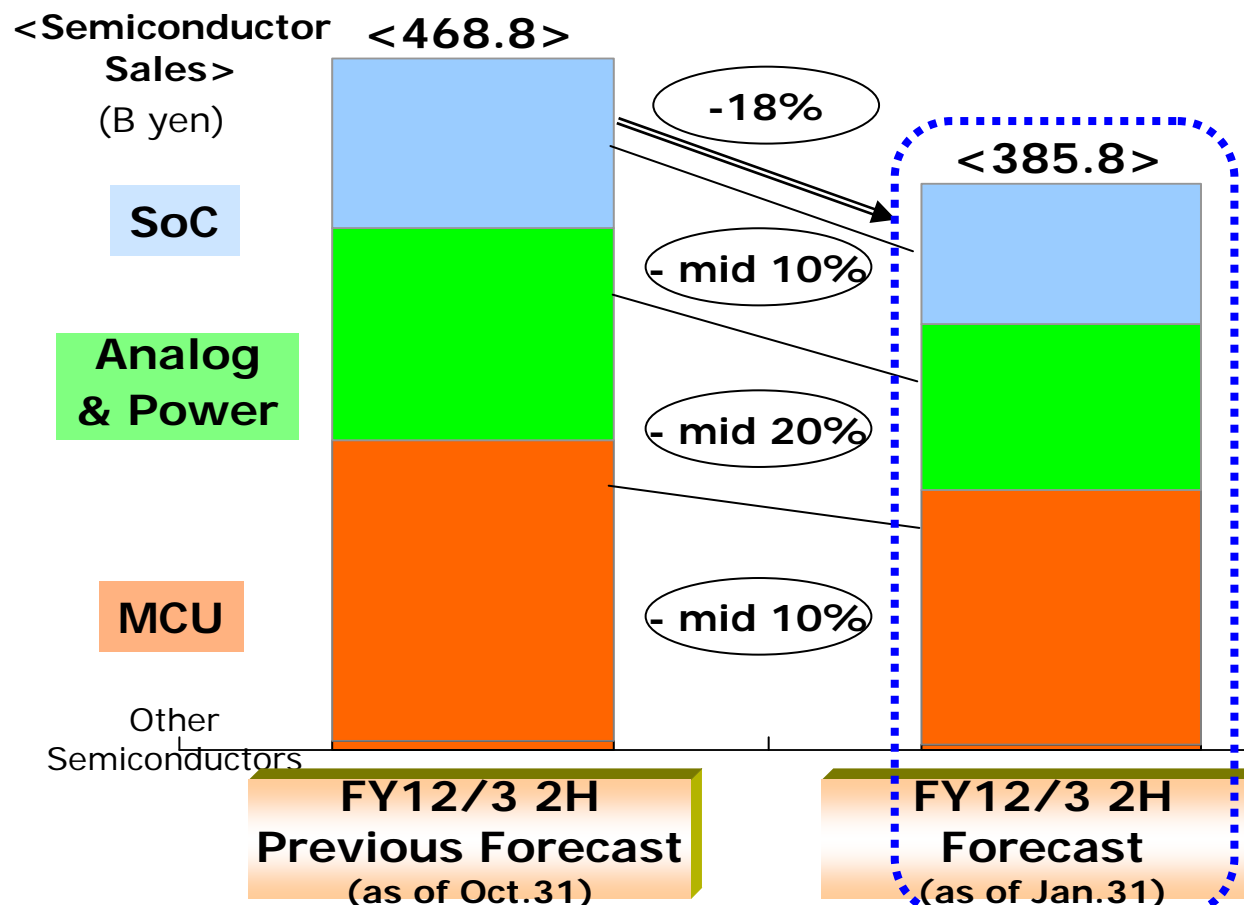 <Semiconductor
Sales>
(B yen)
<468.8>
-18%
<385.8>
SoC
- mid 10%
Analog
& Power
- mid 20%
MCU
- mid 10%
Other
Semiconductors
FY12/3 2H
Previous Forecast
(as of Oct.31)
FY12/3 2H
Forecast
(as of Jan.31)